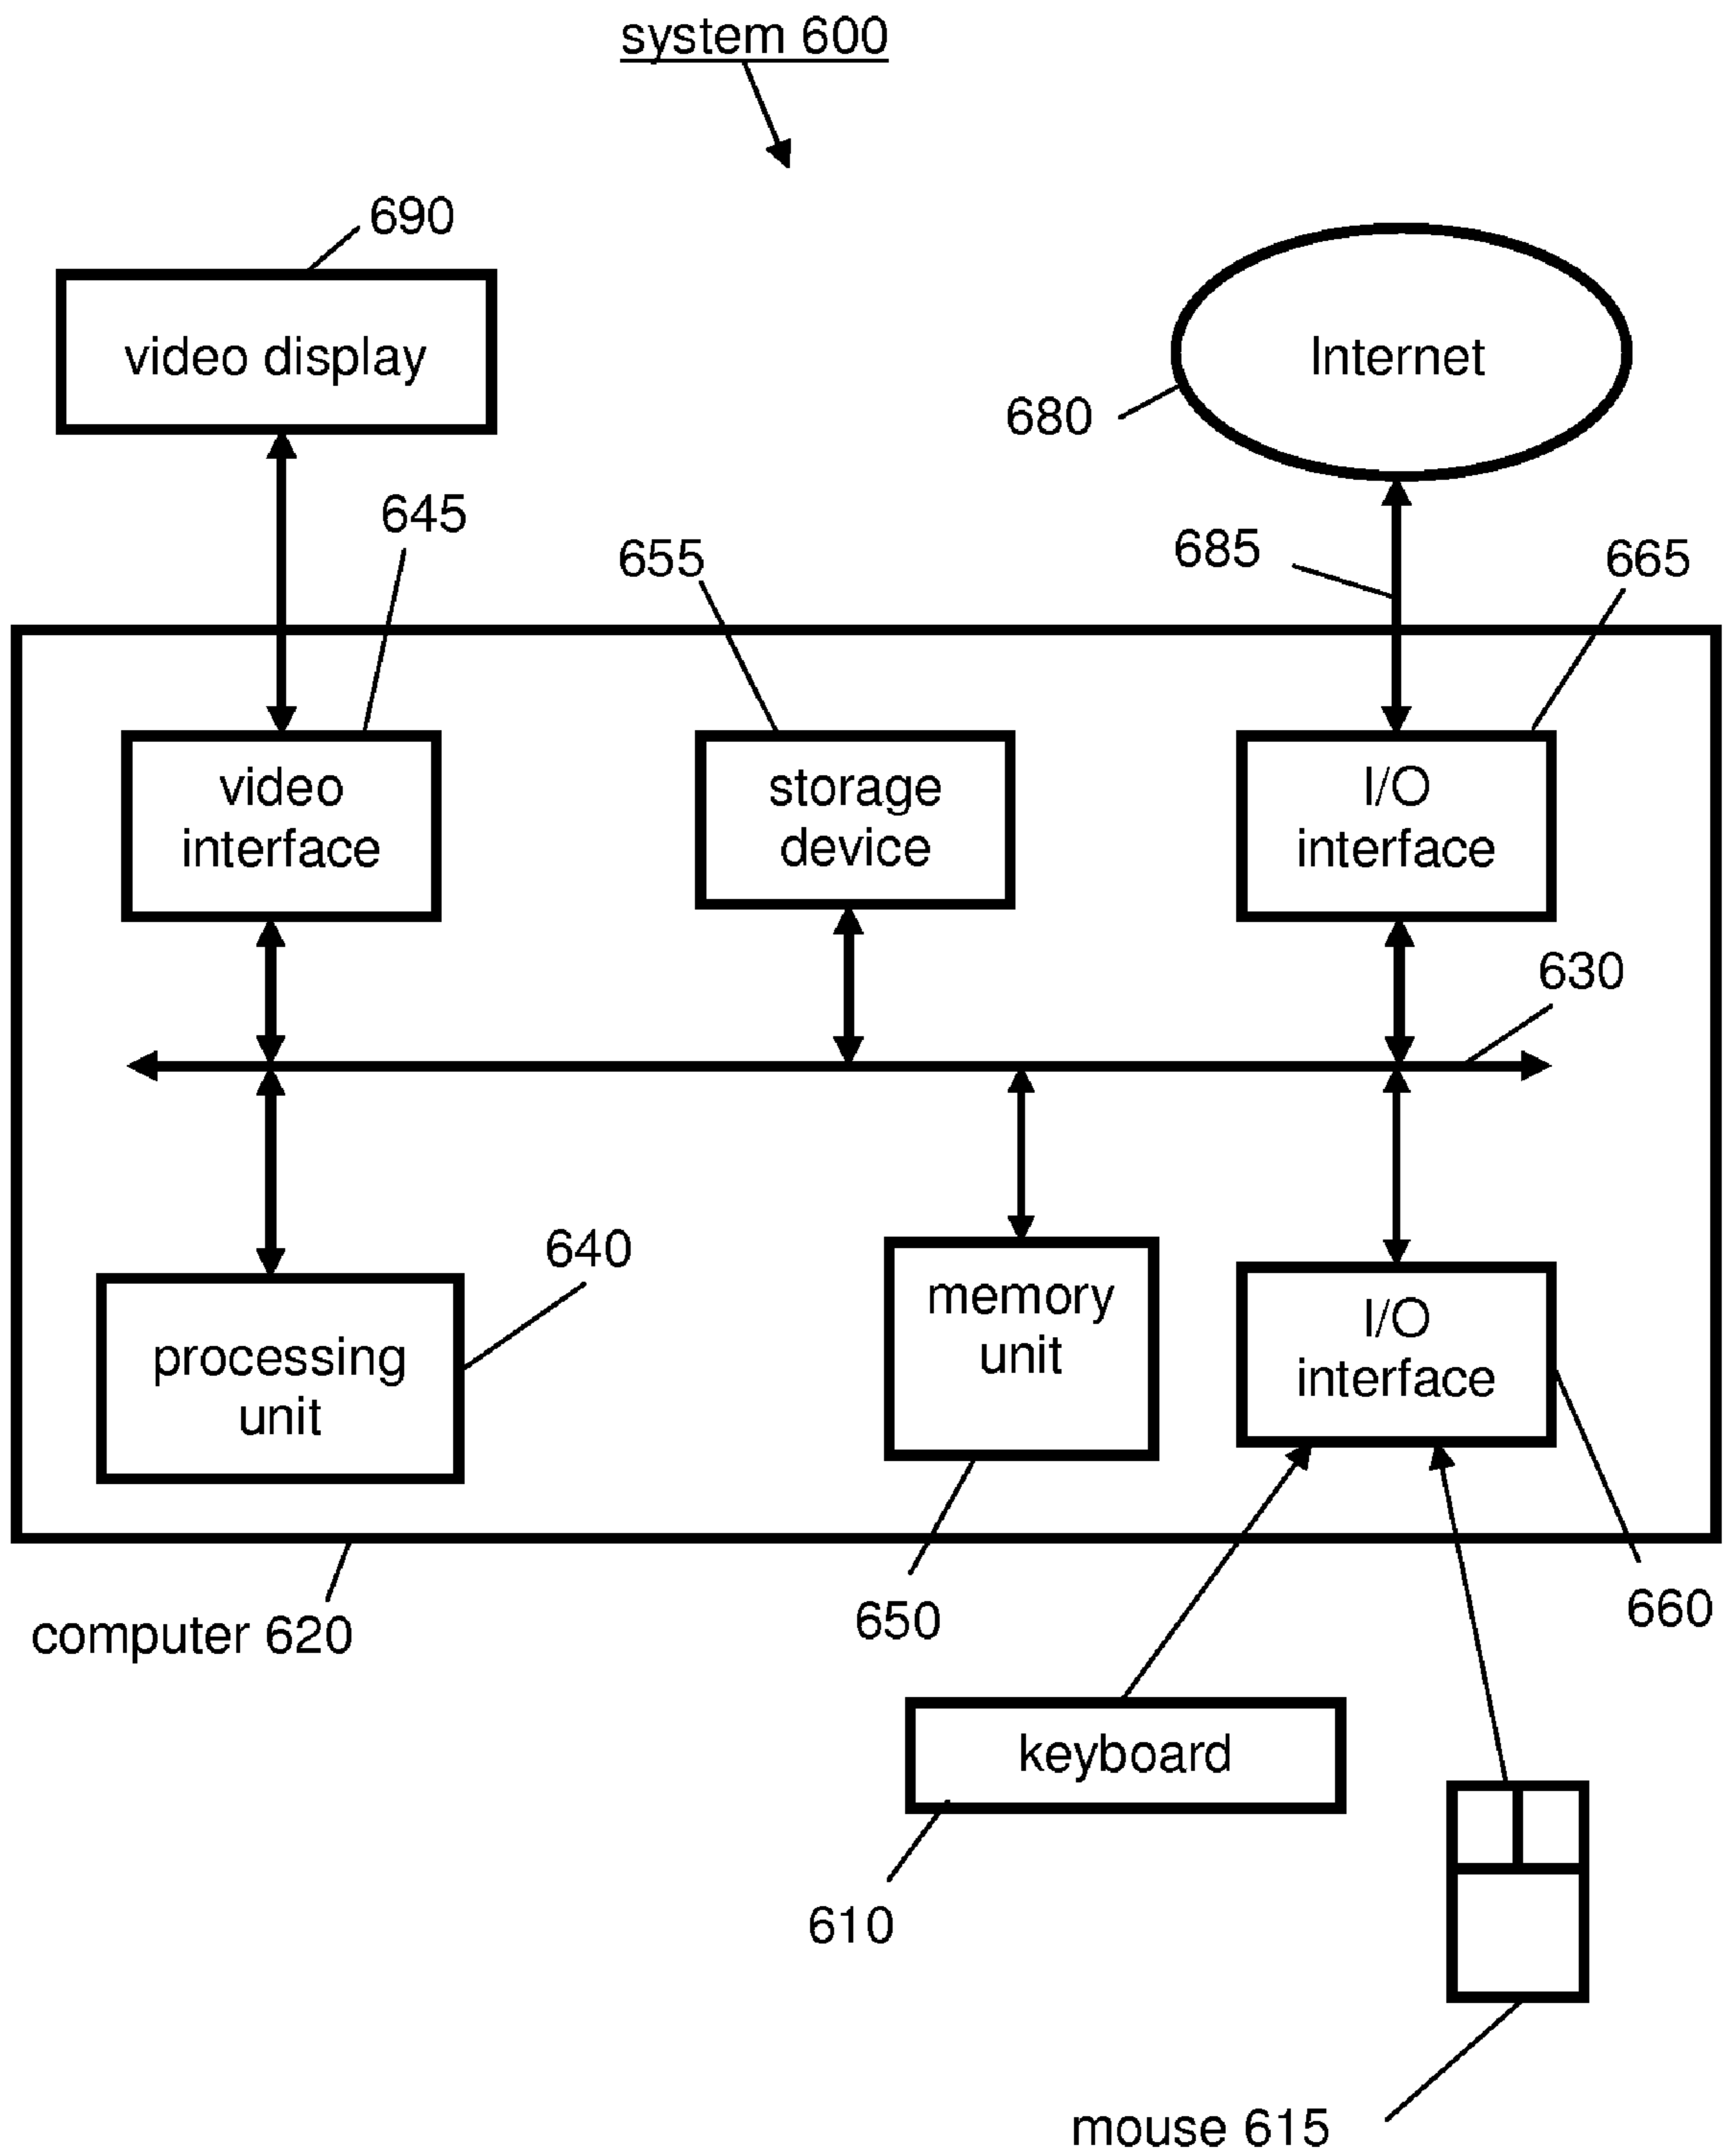 system 600
690
video display
Internet
680
645
655
685
665
video
interface
storage
device
I/O
interface
630
640
processing
unit
memory
unit
I/O
interface
computer 620
650
660
keyboard
610
mouse 615